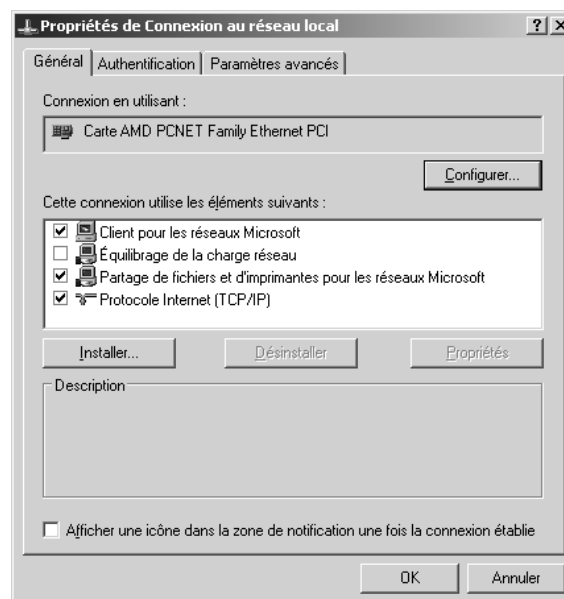 Propriétés de Connexion au réseau local
Général Authentification Paramètres avancés
Connexion en utilisant :
Carte AMD PCNET Family Ethernet PCI
Configurer...
Cette connexion utilise les éléments suivants :
Client pour les réseaux Microsoft
Équilibrage de la charge réseau
Partage de fichiers et d'imprimantes pour les réseaux Microsoft
Protocole Internet (TCP/IP)
Installer... Désinstaller Propriétés
Description
Afficher une icône dans la zone de notification une fois la connexion établie
OK Annuler